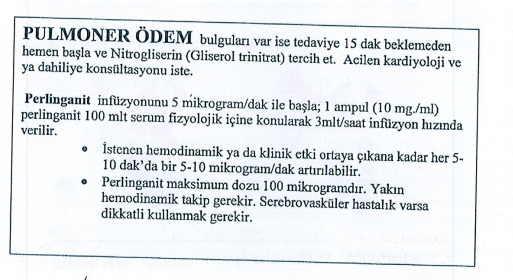 PULMONER ÖDEM bulguları var ise tedaviye 15 dak beklemeden
hemen başla ve Nitrogliserin (Gliserol trinitrat) tercih et. Acilen kardiyoloji ve
ya dahiliye konsültasyonu iste.
Perlinganit infüzyonunu 5 mikrogram/dak ile başla; 1 ampul (10 mg./ml)
perlinganit 100 mlt serum fizyolojik içine konularak 3mlt/saat infüzyon hızında
verilir.
• İstenen hemodinamik ya da klinik etki ortaya çıkana kadar her 5-
10 dak'da bir 5-10 mikrogram/dak artırılabilir.
• Perlinganit maksimum dozu 100 mikrogramdır. Yakın
hemodinamik takip gerekir. Serebrovasküler hastalık varsa
dikkatli kullanmak gerekir.